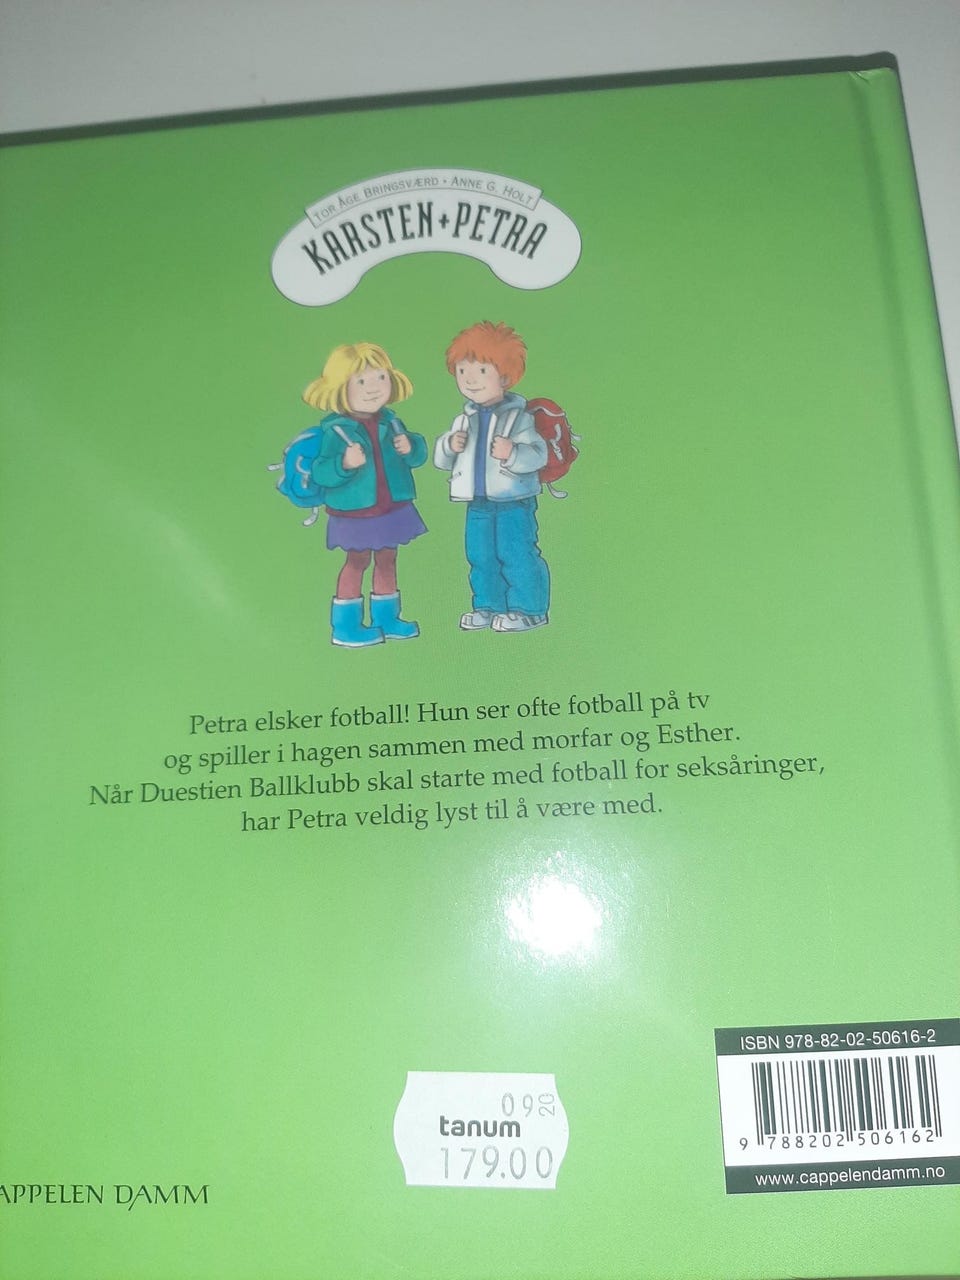 TOR ÅGE BRINGSVÆRD • ANNE G. HOLT
KARSTEN+PETRA
Petra elsker fotball! Hun ser ofte fotball på tv
og spiller i hagen sammen med morfar og Esther.
Når Duestien Ballklubb skal starte med fotball for seksåringer,
har Petra veldig lyst til å være med.
09 20
tanum
179.00
ISBN 978-82-02-50616-2
9 788202 506162
www.cappelendamm.no
APPELEN DAMM